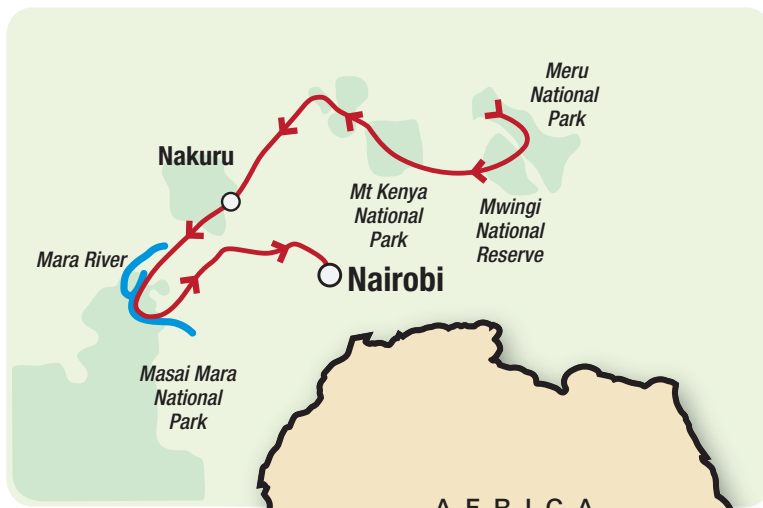 Meru
National
Park
Nakuru
Mt Kenya
National
Park
Mwingi
National
Reserve
Mara River
Nairobi
Masai Mara
National
Park
AFRICA